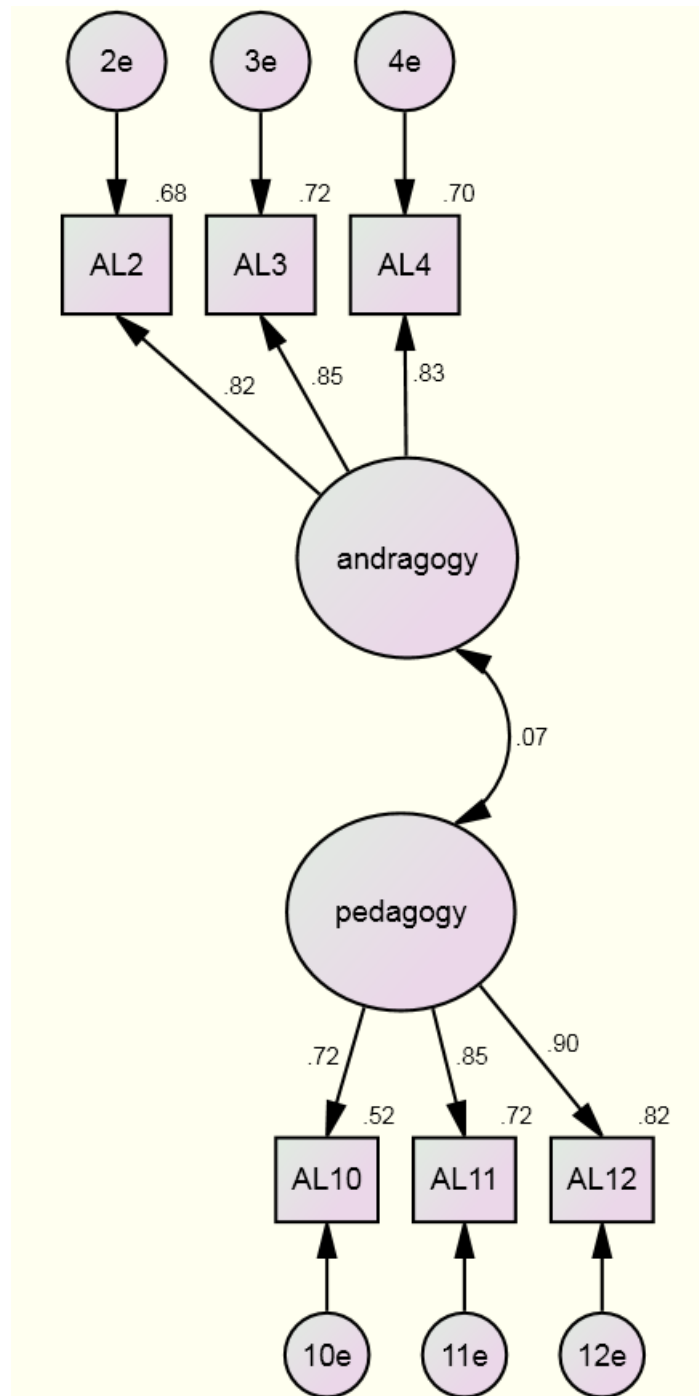 2e 3e 4e
.68 .72 .70
AL2 AL3 AL4
.82 .85 .83
andragogy
.07
pedagogy
.72 .85 .90
.52 .72 .82
AL10 AL11 AL12
10e 11e 12e